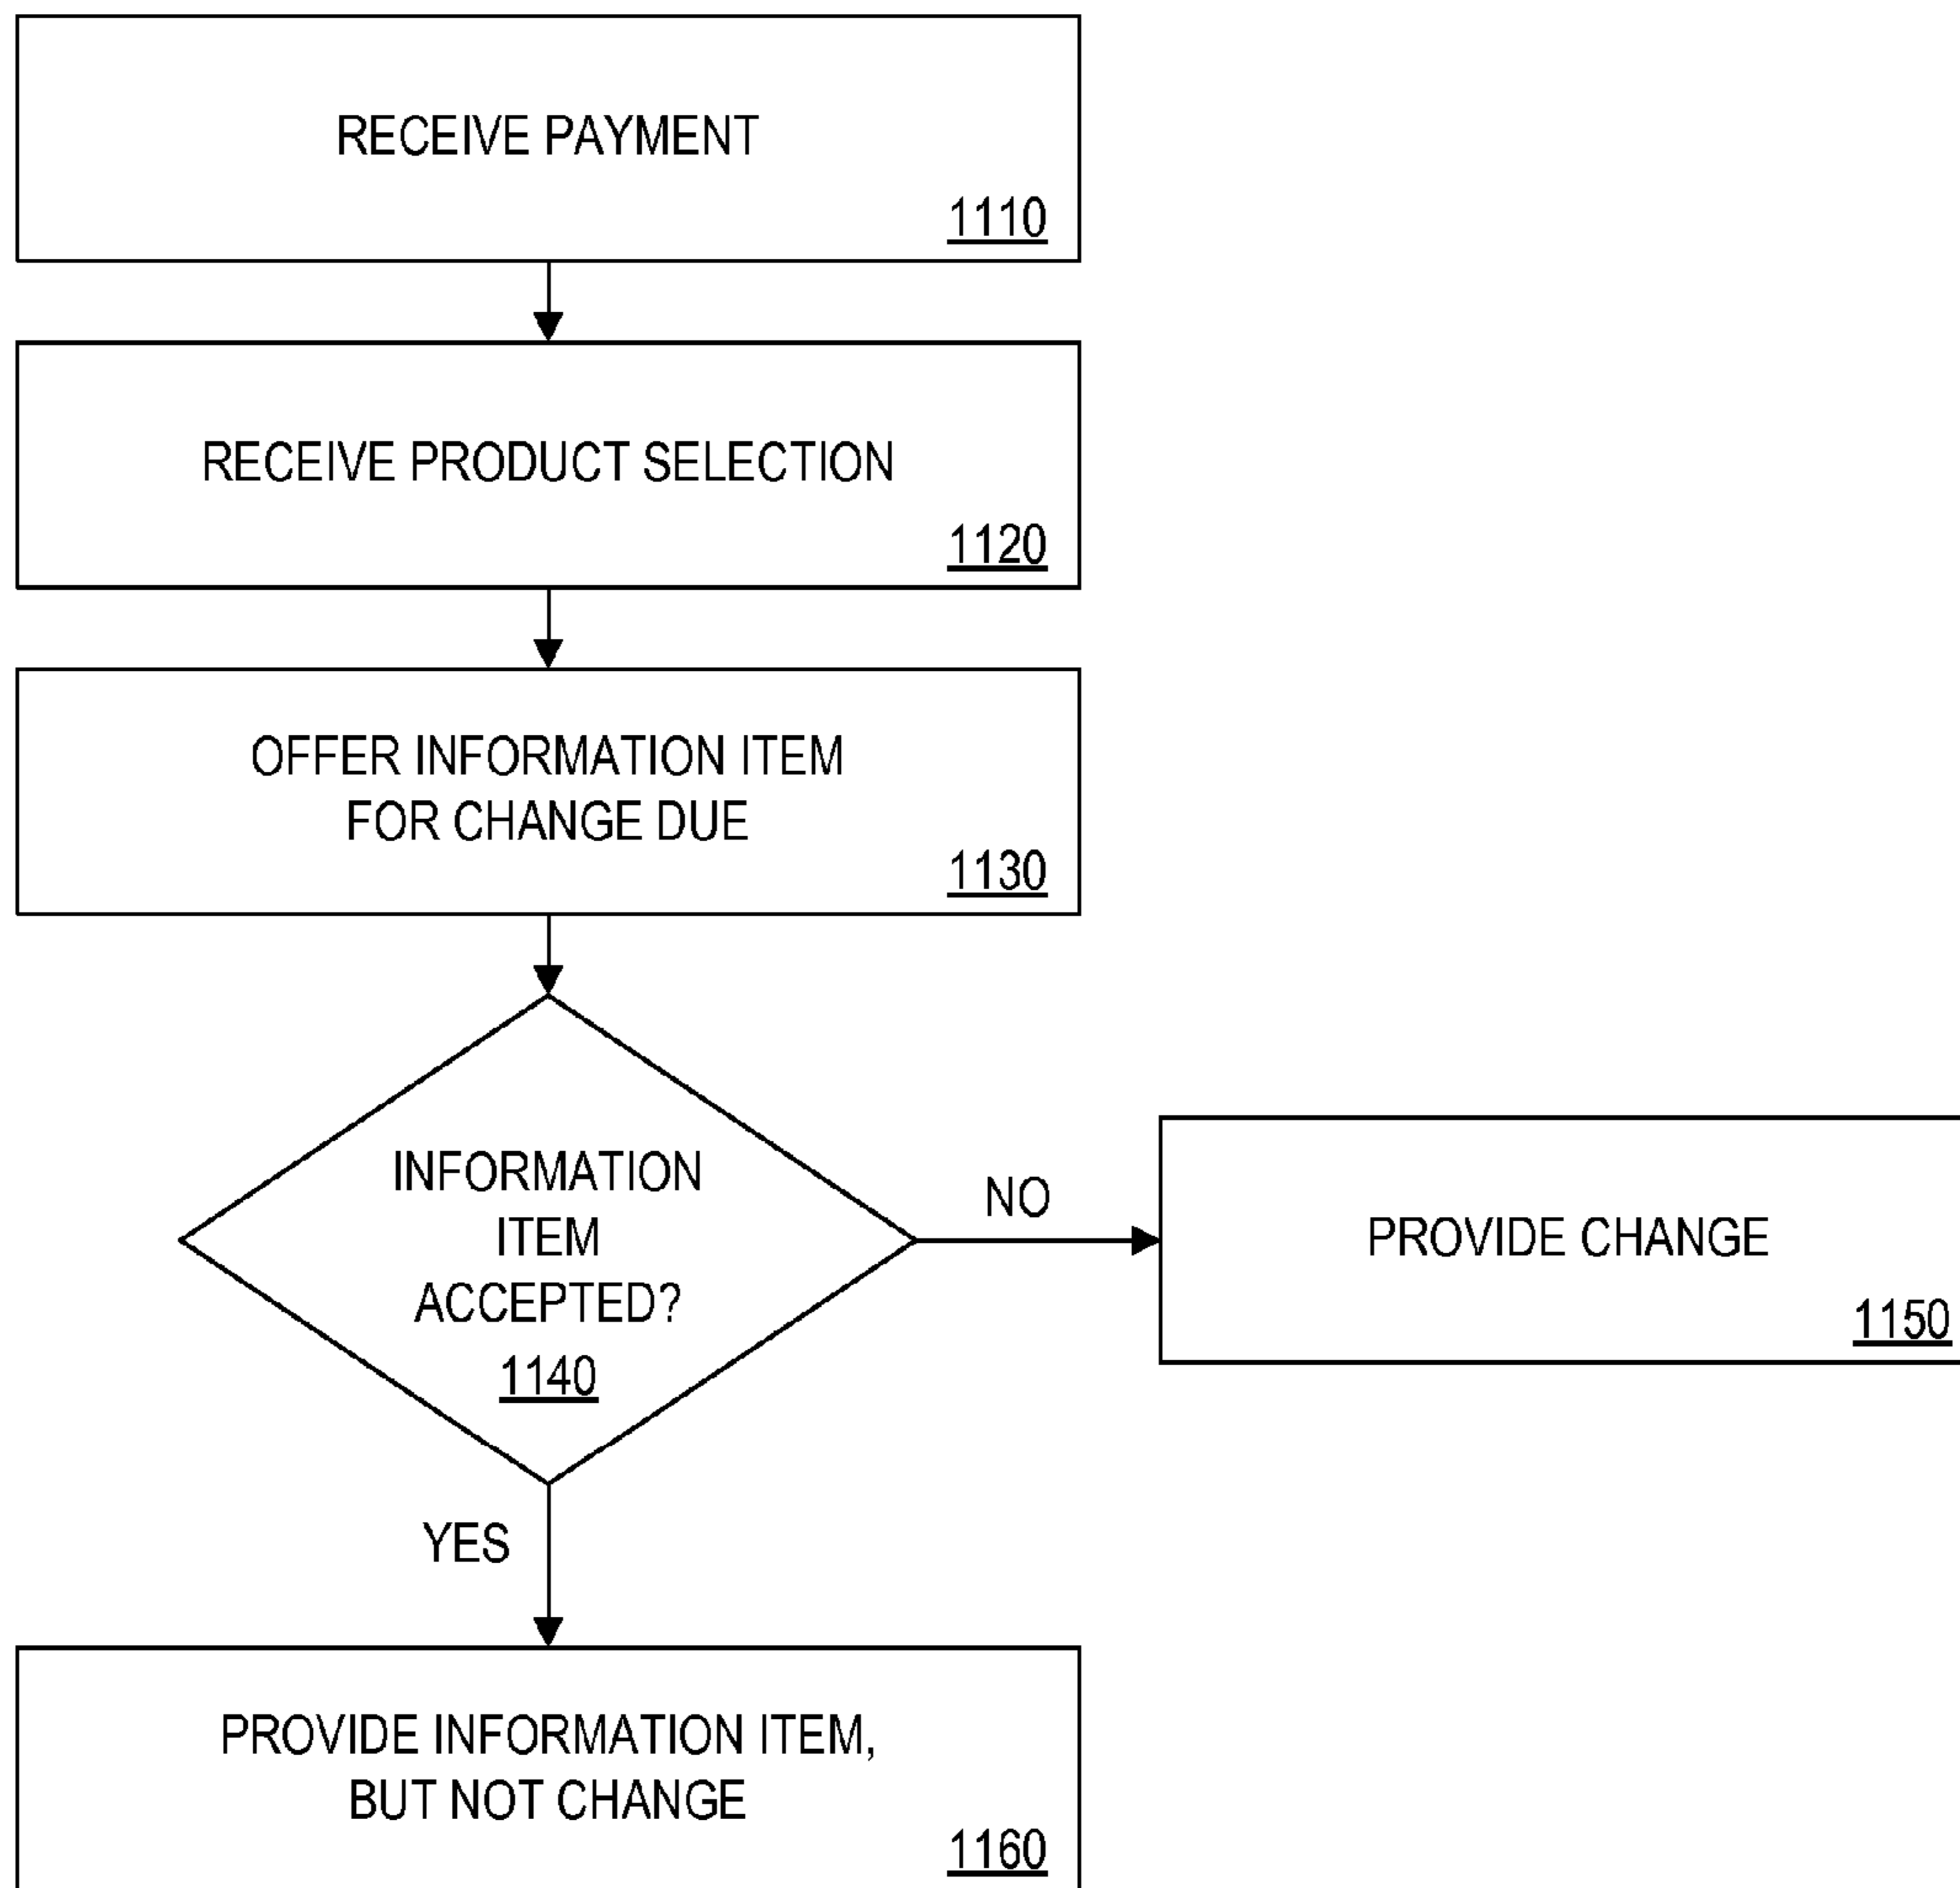 RECEIVE PAYMENT
1110
RECEIVE PRODUCT SELECTION
1120
OFFER INFORMATION ITEM
FOR CHANGE DUE
1130
INFORMATION
ITEM
ACCEPTED?
1140
NO
PROVIDE CHANGE
1150
YES
PROVIDE INFORMATION ITEM,
BUT NOT CHANGE
1160